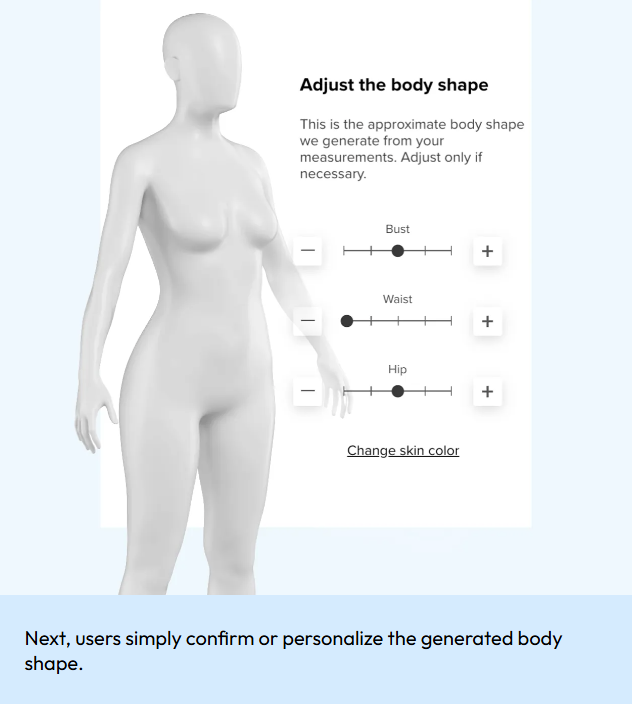 Adjust the body shape
This is the approximate body shape
we generate from your
measurements. Adjust only if
necessary.
Bust
Waist
Hip
Change skin color
Next, users simply confirm or personalize the generated body
shape.